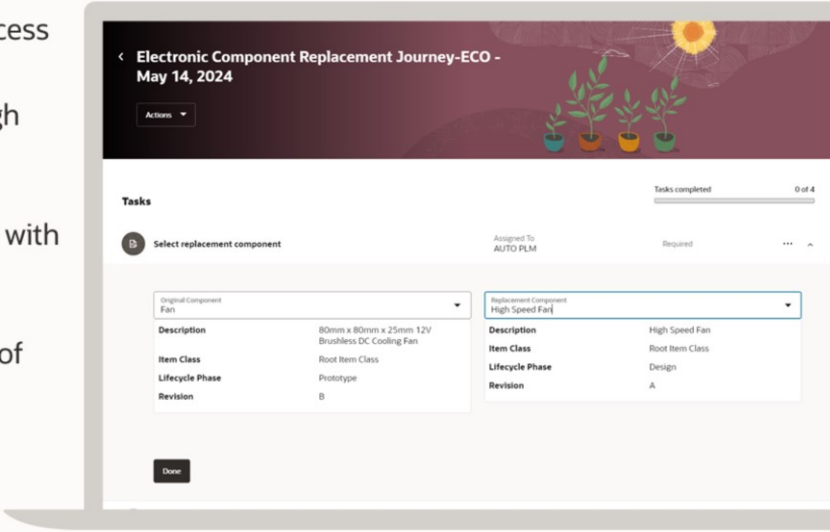 cess
gh
with
of
Electronic Component Replacement Journey-ECO -
May 14, 2024
Actions
Tasks
Tasks completed 0 of 4
Select replacement component
Assigned To
AUTO PLM
Required
Original Component
Fan
Description 80mm x 80mm x 25mm 12V
Brushless DC Cooling Fan
Item Class Root Item Class
Lifecycle Phase Prototype
Revision B
Replacement Component
High Speed Fan
Description High Speed Fan
Item Class Root Item Class
Lifecycle Phase Design
Revision A
Done